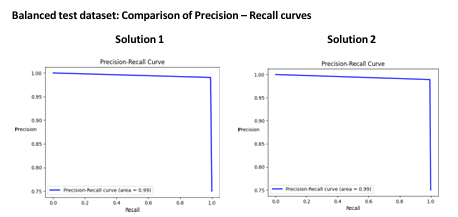 Balanced test dataset: Comparison of Precision – Recall curves
Solution 1
Solution 2
Precision-Recall Curve
1.00
0.95
0.90
Precision
0.85
0.80
0.75
Precision-Recall curve (area = 0.99)
0.0 0.2 0.4 0.6 0.8 1.0
Recall
Precision-Recall Curve
1.00
0.95
0.90
Precision
0.85
0.80
0.75
Precision-Recall curve (area = 0.99)
0.0 0.2 0.4 0.6 0.8 1.0
Recall